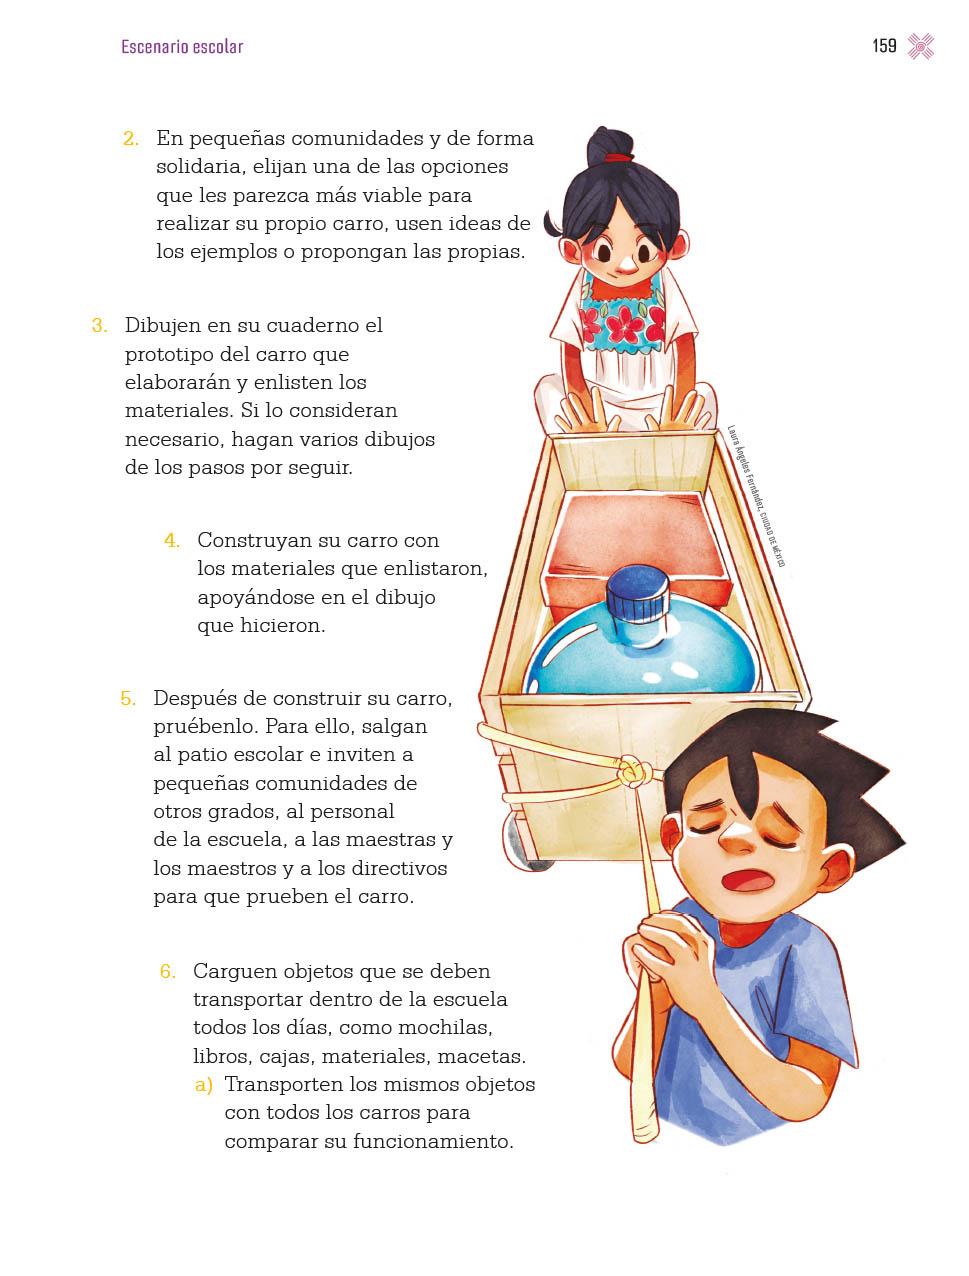 Escenario escolar
159
2. En pequeñas comunidades y de forma
solidaria, elijan una de las opciones
que les parezca más viable para
realizar su propio carro, usen ideas de
los ejemplos o propongan las propias.
3. Dibujen en su cuaderno el
prototipo del carro que
elaborarán y enlisten los
materiales. Si lo consideran
necesario, hagan varios dibujos
de los pasos por seguir.
Laura Ángeles Fernández, CIUDAD DE MÉXICO
4. Construyan su carro con
los materiales que enlistaron,
apoyándose en el dibujo
que hicieron.
5. Después de construir su carro,
pruébenlo. Para ello, salgan
al patio escolar e inviten a
pequeñas comunidades de
otros grados, al personal
de la escuela, a las maestras y
los maestros y a los directivos
para que prueben el carro.
6. Carguen objetos que se deben
transportar dentro de la escuela
todos los días, como mochilas,
libros, cajas, materiales, macetas.
a) Transporten los mismos objetos
con todos los carros para
comparar su funcionamiento.